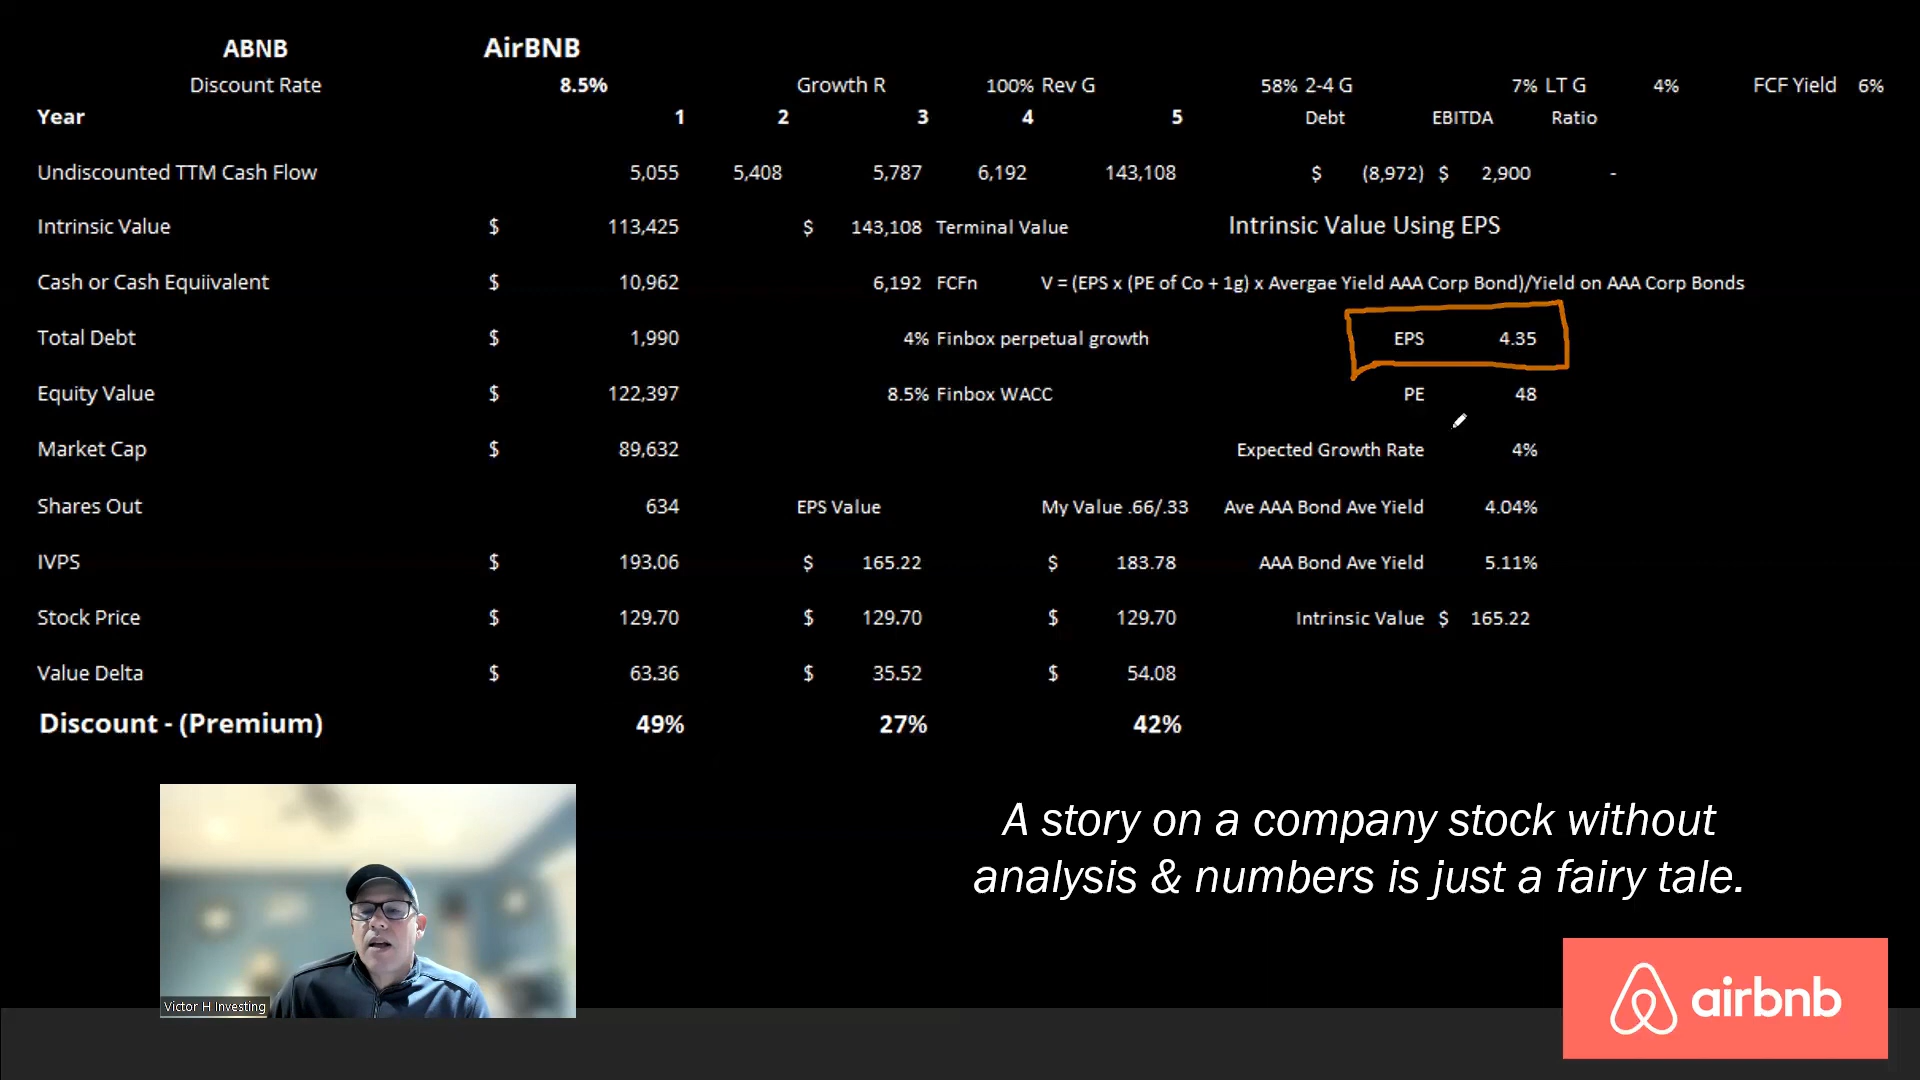 ABNB AirBNB
Discount Rate 8.5% Growth R 100% Rev G 58% 2-4 G 7% LT G 4% FCF Yield 6%
Year 1 2 3 4 5 Debt EBITDA Ratio
Undiscounted TTM Cash Flow 5,055 5,408 5,787 6,192 143,108 $ (8,972) $ 2,900 -
Intrinsic Value $ 113,425 $ 143,108 Terminal Value Intrinsic Value Using EPS
Cash or Cash Equiivalent $ 10,962 6,192 FCFn V = (EPS x (PE of Co + 1g) x Avergae Yield AAA Corp Bond)/Yield on AAA Corp Bonds
Total Debt $ 1,990 4% Finbox perpetual growth EPS 4.35
Equity Value $ 122,397 8.5% Finbox WACC PE 48
Market Cap $ 89,632 Expected Growth Rate 4%
Shares Out 634 EPS Value My Value .66/.33 Ave AAA Bond Ave Yield 4.04%
IVPS $ 193.06 $ 165.22 $ 183.78 AAA Bond Ave Yield 5.11%
Stock Price $ 129.70 $ 129.70 $ 129.70 Intrinsic Value $ 165.22
Value Delta $ 63.36 $ 35.52 $ 54.08
Discount - (Premium) 49% 27% 42%
A story on a company stock without
analysis & numbers is just a fairy tale.
Victor H Investing
airbnb